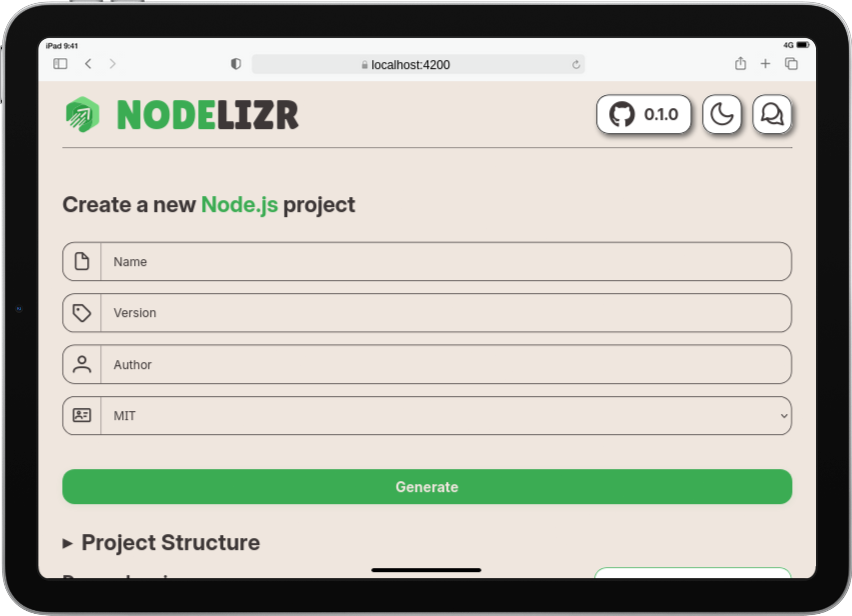 iPad 9:41
4G
localhost:4200
NODELIZR
0.1.0
Create a new Node.js project
Name
Version
Author
MIT
Generate
▸ Project Structure